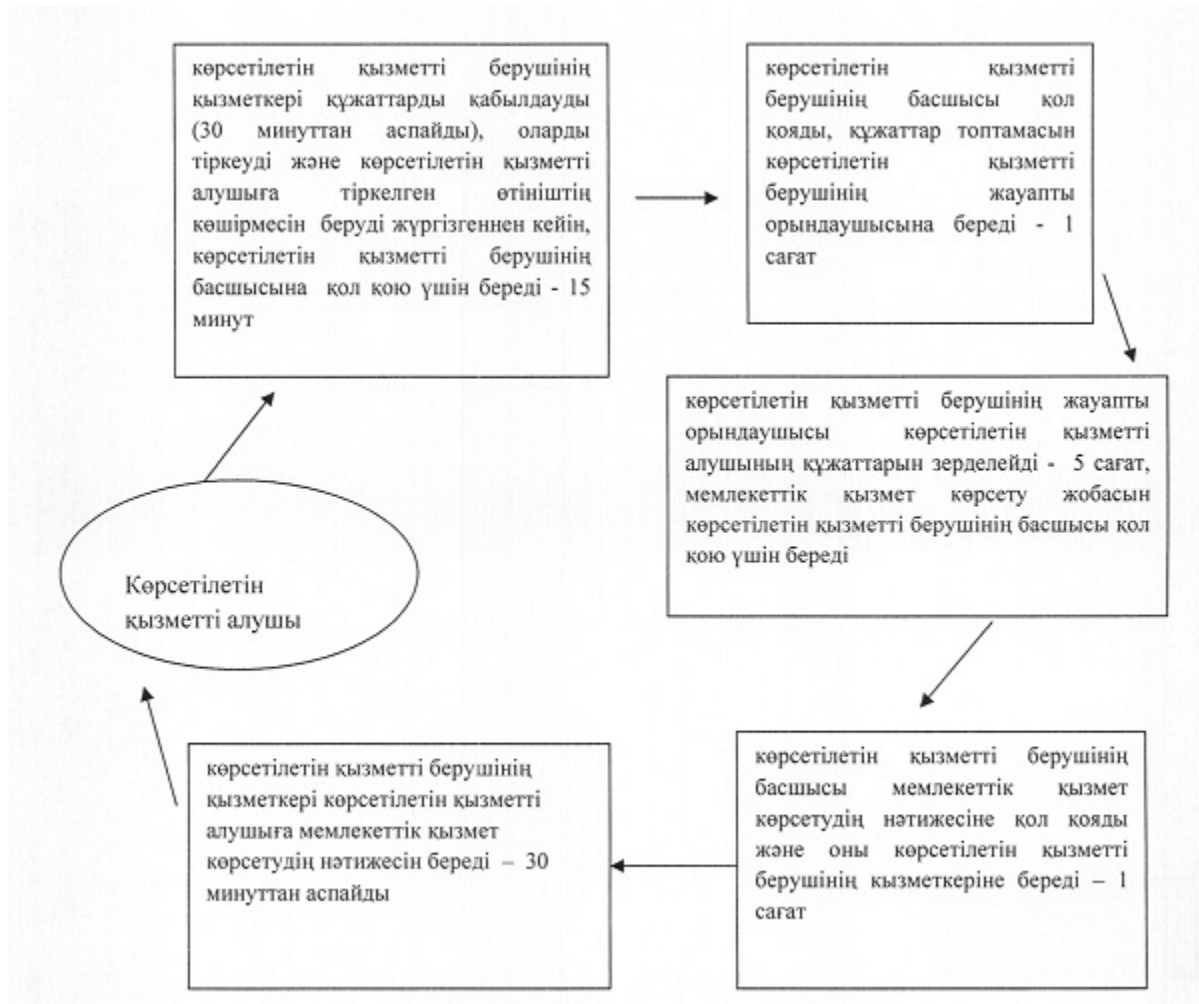 көрсетілетін қызметті берушінің
қызметкері құжаттарды қабылдауды
(30 минуттан аспайды), оларды
тіркеуді және көрсетілетін қызметті
алушыға тіркелген өтініштің
көшірмесін беруді жүргізгеннен кейін,
көрсетілетін қызметті берушінің
басшысына қол қою үшін береді - 15
минут
көрсетілетін қызметті
берушінің басшысы қол
қояды, құжаттар топтамасын
көрсетілетін қызметті
берушінің жауапты
орындаушысына береді - 1
сағат
көрсетілетін қызметті берушінің жауапты
орындаушысы көрсетілетін қызметті
алушының құжаттарын зерделейді - 5 сағат,
мемлекеттік қызмет көрсету жобасын
көрсетілетін қызметті берушінің басшысы қол
қою үшін береді
көрсетілетін қызметті берушінің
басшысы мемлекеттік қызмет
көрсетудің нәтижесіне қол қояды
және оны көрсетілетін қызметті
берушінің кызметкеріне береді – 1
сағат
көрсетілетін қызметті берушінің
қызметкері көрсетілетін қызметті
алушыға мемлекеттік қызмет
көрсетудің нәтижесін береді – 30
минуттан аспайды
Көрсетілетін
қызметті алушы